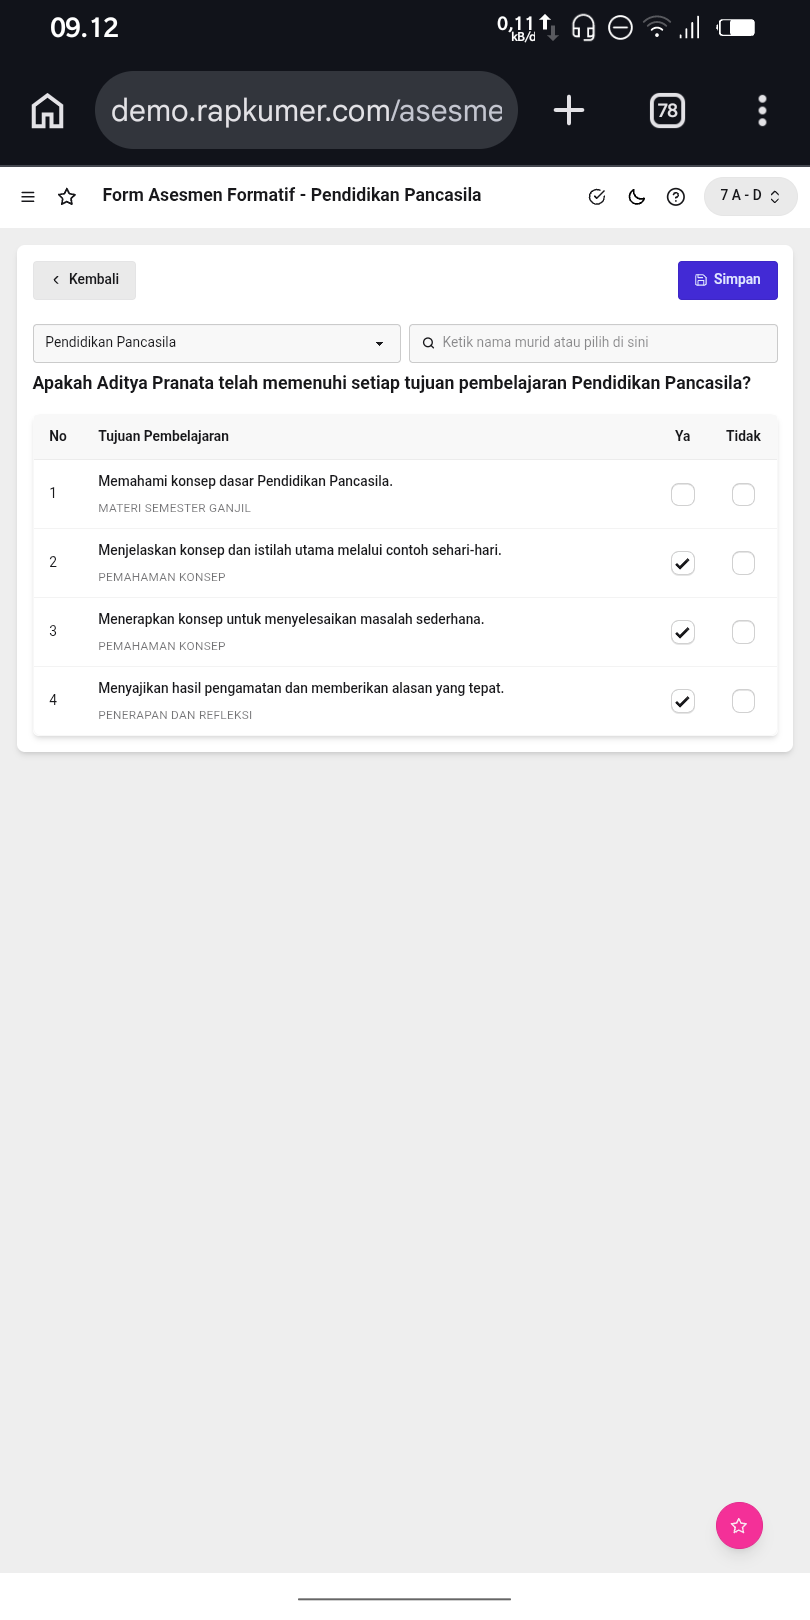 09.12
0,11
kB/d
demo.rapkumer.com/asesme
78
Form Asesmen Formatif - Pendidikan Pancasila
7 A - D
Kembali
Simpan
Pendidikan Pancasila
Ketik nama murid atau pilih di sini
Apakah Aditya Pranata telah memenuhi setiap tujuan pembelajaran Pendidikan Pancasila?
No Tujuan Pembelajaran Ya Tidak
1 Memahami konsep dasar Pendidikan Pancasila.
MATERI SEMESTER GANJIL
2 Menjelaskan konsep dan istilah utama melalui contoh sehari-hari.
PEMAHAMAN KONSEP
3 Menerapkan konsep untuk menyelesaikan masalah sederhana.
PEMAHAMAN KONSEP
4 Menyajikan hasil pengamatan dan memberikan alasan yang tepat.
PENERAPAN DAN REFLEKSI